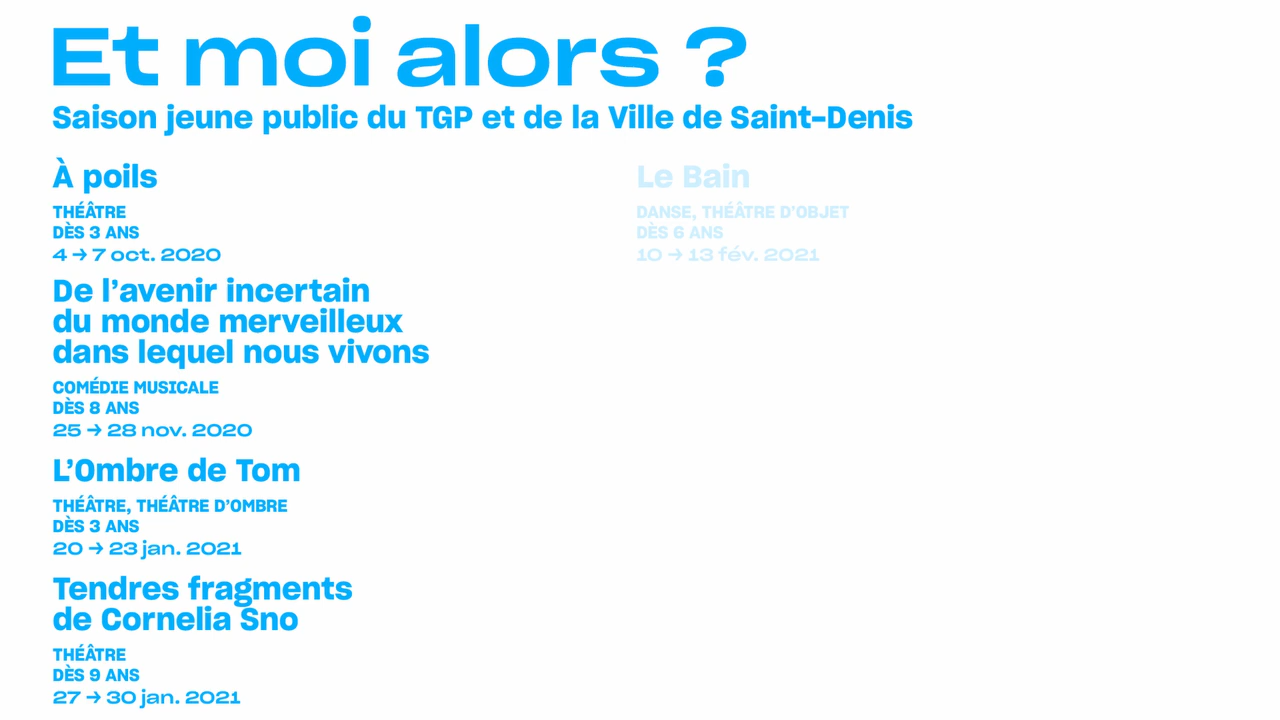 Et moi alors ?
Saison jeune public du TGP et de la Ville de Saint-Denis
À poils
THÉÂTRE
DÈS 3 ANS
4 → 7 oct. 2020
De l’avenir incertain
du monde merveilleux
dans lequel nous vivons
COMÉDIE MUSICALE
DÈS 8 ANS
25 → 28 nov. 2020
L’Ombre de Tom
THÉÂTRE, THÉÂTRE D’OMBRE
DÈS 3 ANS
20 → 23 jan. 2021
Tendres fragments
de Cornelia Sno
THÉÂTRE
DÈS 9 ANS
27 → 30 jan. 2021
Le Bain
DANSE, THÉÂTRE D’OBJET
DÈS 6 ANS
10 → 13 fév. 2021